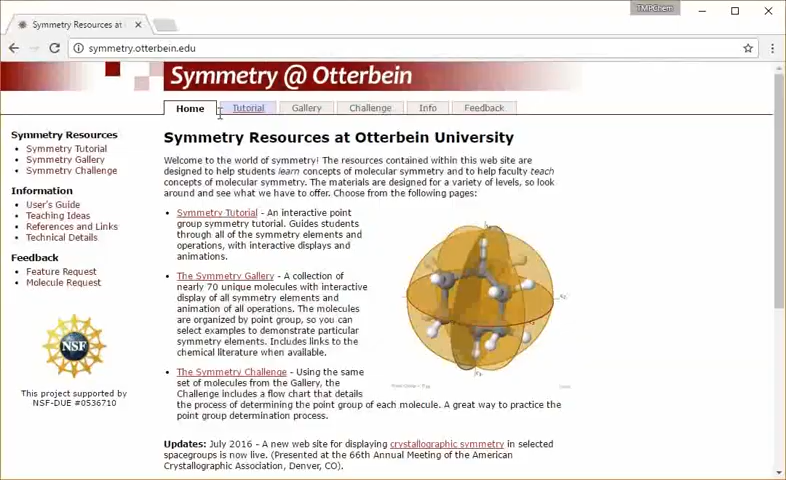 TMPChem
Symmetry Resources at
symmetry.otterbein.edu
Symmetry @ Otterbein
Home Tutorial Gallery Challenge Info Feedback
Symmetry Resources
Symmetry Tutorial
Symmetry Gallery
Symmetry Challenge
Information
User's Guide
Teaching Ideas
References and Links
Technical Details
Feedback
Feature Request
Molecule Request
NSF
This project supported by
NSF-DUE #0536710
Symmetry Resources at Otterbein University
Welcome to the world of symmetry! The resources contained within this web site are
designed to help students learn concepts of molecular symmetry and to help faculty teach
concepts of molecular symmetry. The materials are designed for a variety of levels, so look
around and see what we have to offer. Choose from the following pages:
Symmetry Tutorial - An interactive point
group symmetry tutorial. Guides students
through all of the symmetry elements and
operations, with interactive displays and
animations.
The Symmetry Gallery - A collection of
nearly 70 unique molecules with interactive
display of all symmetry elements and
animation of all operations. The molecules
are organized by point group, so you can
select examples to demonstrate particular
symmetry elements. Includes links to the
chemical literature when available.
The Symmetry Challenge - Using the same
set of molecules from the Gallery, the
Challenge includes a flow chart that details
the process of determining the point group of each molecule. A great way to practice the
point group determination process.
Updates: July 2016 - A new web site for displaying crystallographic symmetry in selected
spacegroups is now live. (Presented at the 66th Annual Meeting of the American
Crystallographic Association, Denver, CO).